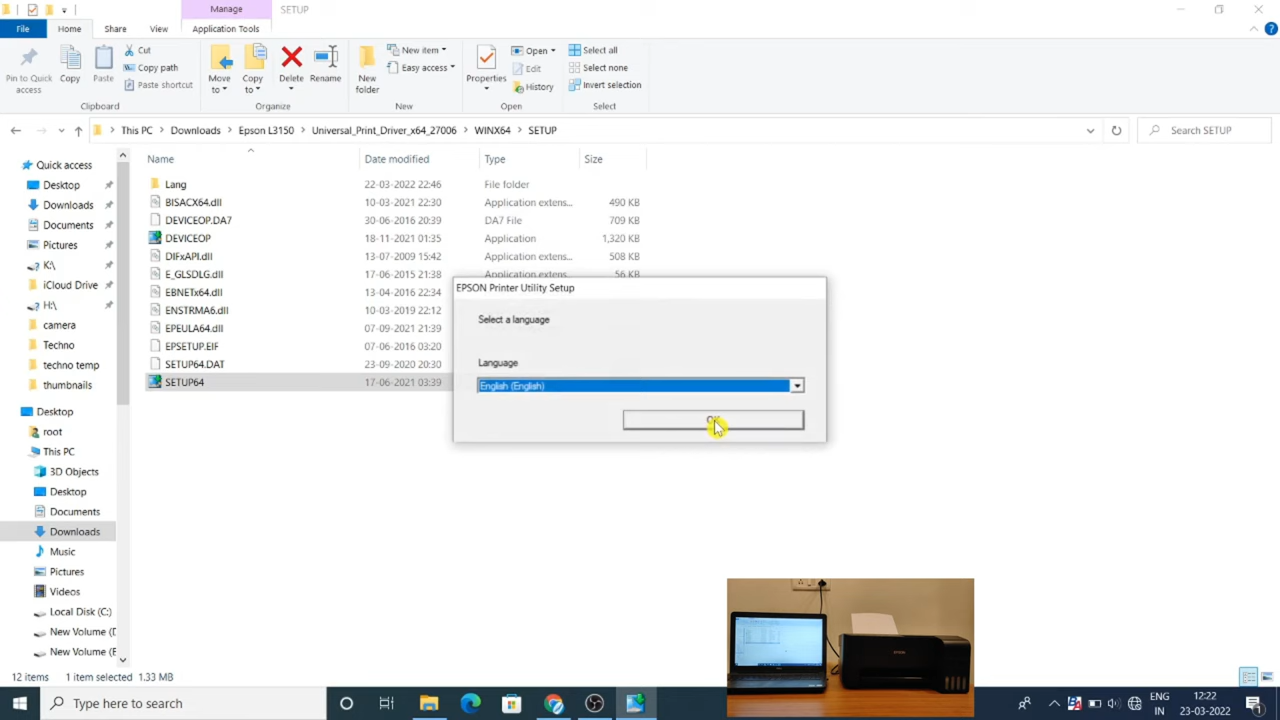 Manage
SETUP
File
Home
Share
View
Application Tools
Pin to Quick
access
Copy
Paste
Cut
Copy path
Paste shortcut
Clipboard
Move
to
Copy
to
Delete
Rename
Organize
New
folder
New item
Easy access
New
Properties
Open
Edit
History
Open
Select all
Select none
Invert selection
Select
This PC
Downloads
Epson L3150
Universal_Print_Driver_x64_27006
WINX64
SETUP
Search SETUP
Name
Date modified
Type
Size
Lang 22-03-2022 22:46 File folder
BISACX64.dll 10-03-2021 22:30 Application extens... 490 KB
DEVICEOP.DA7 30-06-2016 20:39 DA7 File 709 KB
DEVICEOP 18-11-2021 01:35 Application 1,320 KB
DIFxAPI.dll 13-07-2009 15:42 Application extens... 508 KB
E_GLSDLG.dll 17-06-2015 21:38 Application extens... 56 KB
EBNETx64.dll 13-04-2016 22:34
ENSTRMA6.dll 10-03-2019 22:12
EPEULA64.dll 07-09-2021 21:39
EPSETUP.EIF 07-06-2016 03:20
SETUP64.DAT 23-09-2020 20:30
SETUP64 17-06-2021 03:39
Quick access
Desktop
Downloads
Documents
Pictures
K:\
iCloud Drive
H:\
camera
Techno
techno temp
thumbnails
Desktop
root
This PC
3D Objects
Desktop
Documents
Downloads
Music
Pictures
Videos
Local Disk (C:)
New Volume (D
New Volume (E
EPSON Printer Utility Setup
Select a language
Language
English (English)
EPSON
12 items
1 item selected 1.33 MB
Type here to search
ENG
IN
12:22
23-03-2022
1